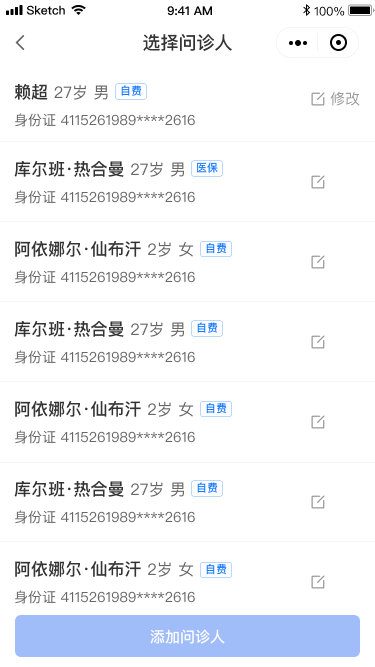 Sketch 9:41 AM 100%
选择问诊人
赖超 27岁 男 自费
身份证 4115261989****2616
修改
库尔班·热合曼 27岁 男 医保
身份证 4115261989****2616
阿依娜尔·仙布汗 2岁 女 自费
身份证 4115261989****2616
库尔班·热合曼 27岁 男 自费
身份证 4115261989****2616
阿依娜尔·仙布汗 2岁 女 自费
身份证 4115261989****2616
库尔班·热合曼 27岁 男 自费
身份证 4115261989****2616
阿依娜尔·仙布汗 2岁 女 自费
身份证 4115261989****2616
添加问诊人